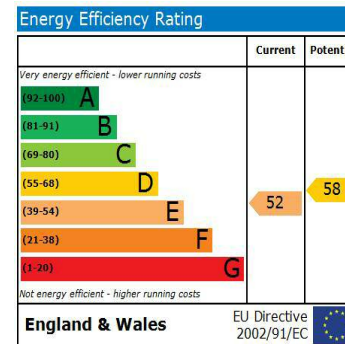 Energy Efficiency Rating
Current Potent
Very energy efficient - lower running costs
(92-100) A
(81-91) B
(69-80) C
(55-68) D
58
(39-54) E
52
(21-38) F
(1-20) G
Not energy efficient - higher running costs
England & Wales
EU Directive
2002/91/EC